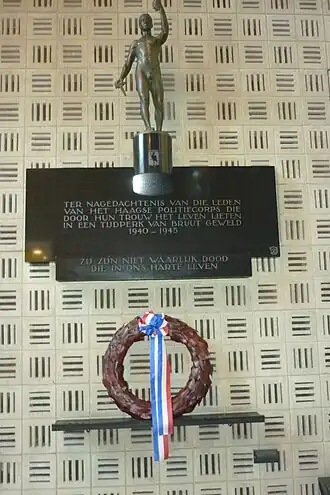 TER NAGEDACHTENIS VAN DIE LEDEN
VAN HET HAAGSE POLITIECORPS DIE
DOOR HUN TROUW HET LEVEN LIETEN
IN EEN TIJDPERK VAN BRUUT GEWELD
1940 – 1945
ZIJ ZIJN NIET WAARLIJK DOOD
DIE IN ONS HARTE LEVEN